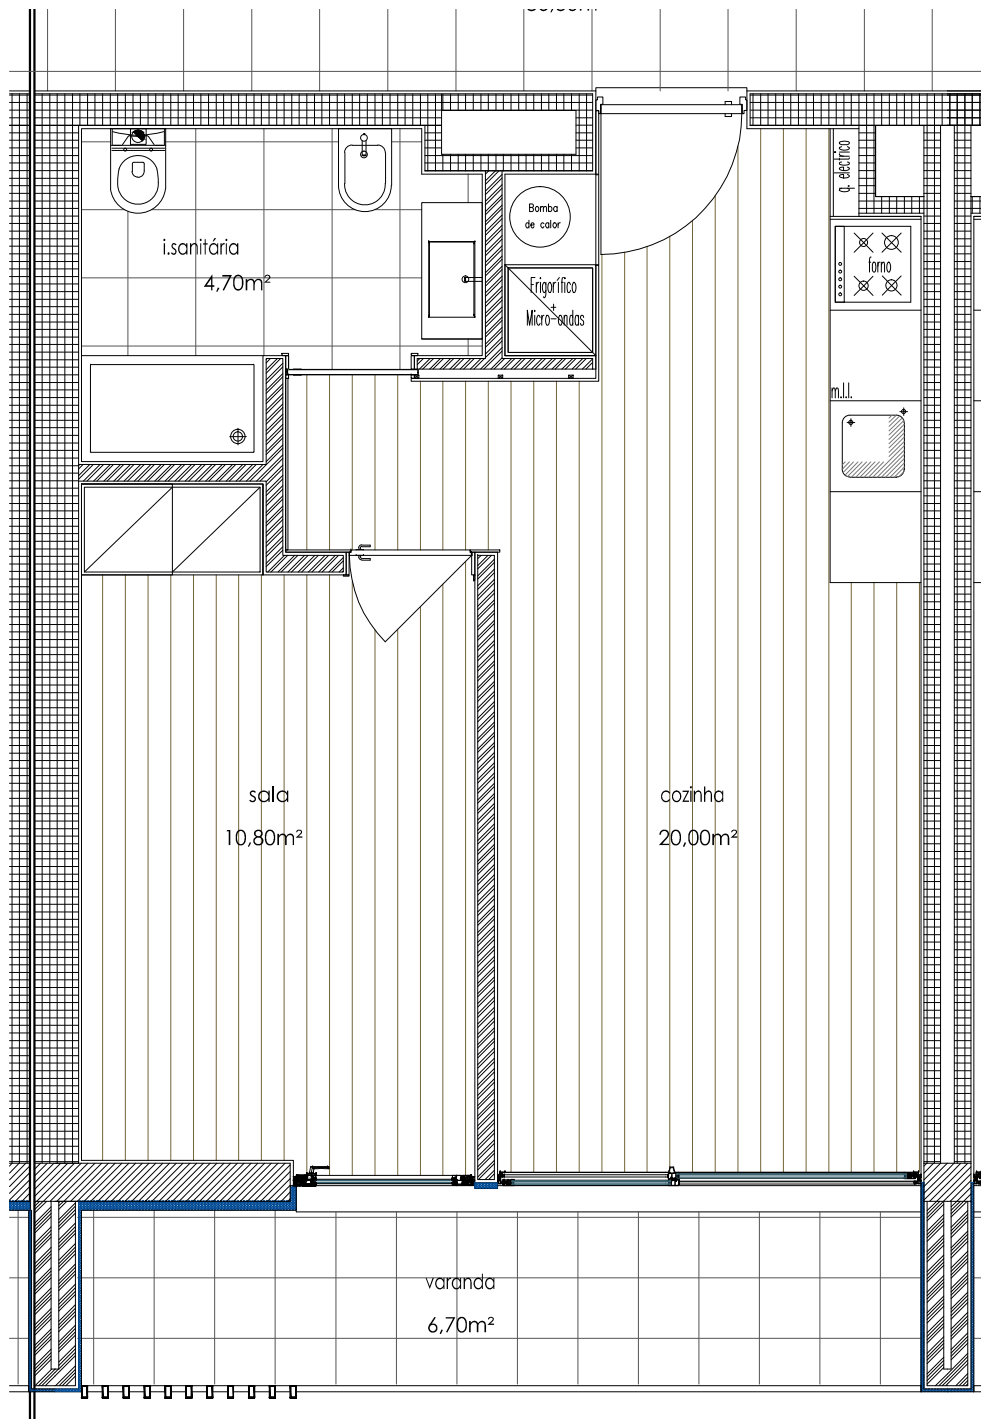 q. electrico
Bomba
de calor
i.sanitária
4,70m²
forno
Frigorífico
+
Micro-ondas
m.l.l.
sala
10,80m²
cozinha
20,00m²
varanda
6,70m²